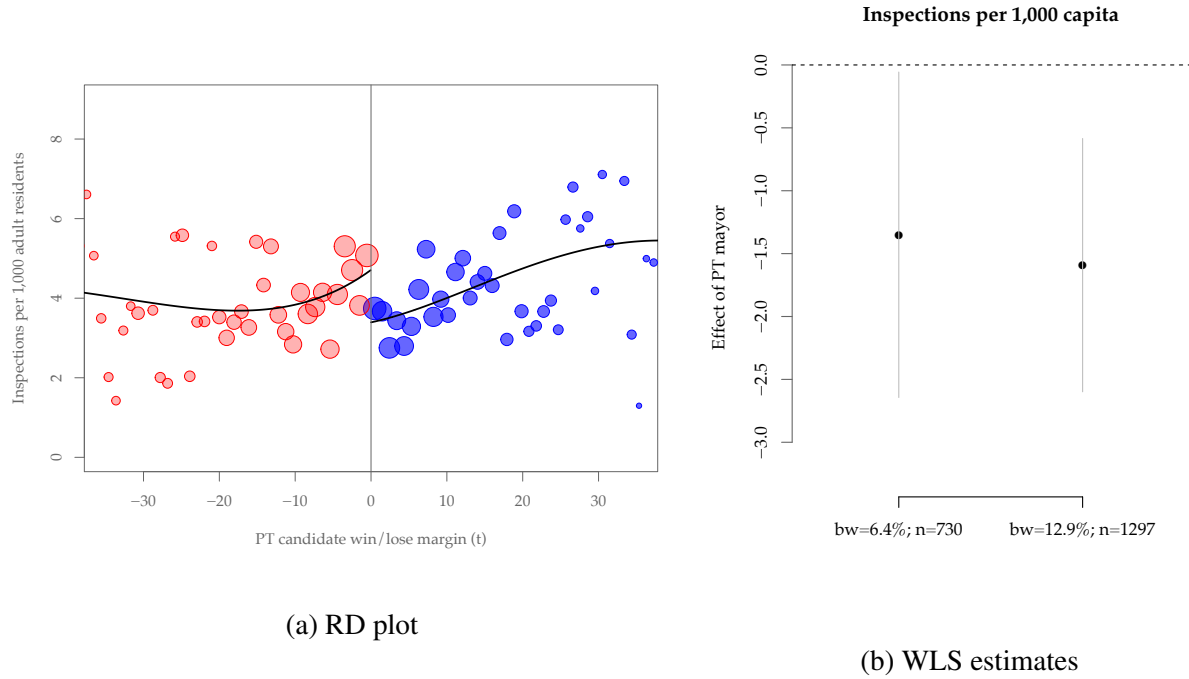 Inspections per 1,000 adult residents
8
6
4
2
0
−30
−20
−10
0
10
20
30
PT candidate win/lose margin (t)
(a) RD plot
Inspections per 1,000 capita
Effect of PT mayor
0.0
−0.5
−1.0
−1.5
−2.0
−2.5
−3.0
bw=6.4%; n=730
bw=12.9%; n=1297
(b) WLS estimates